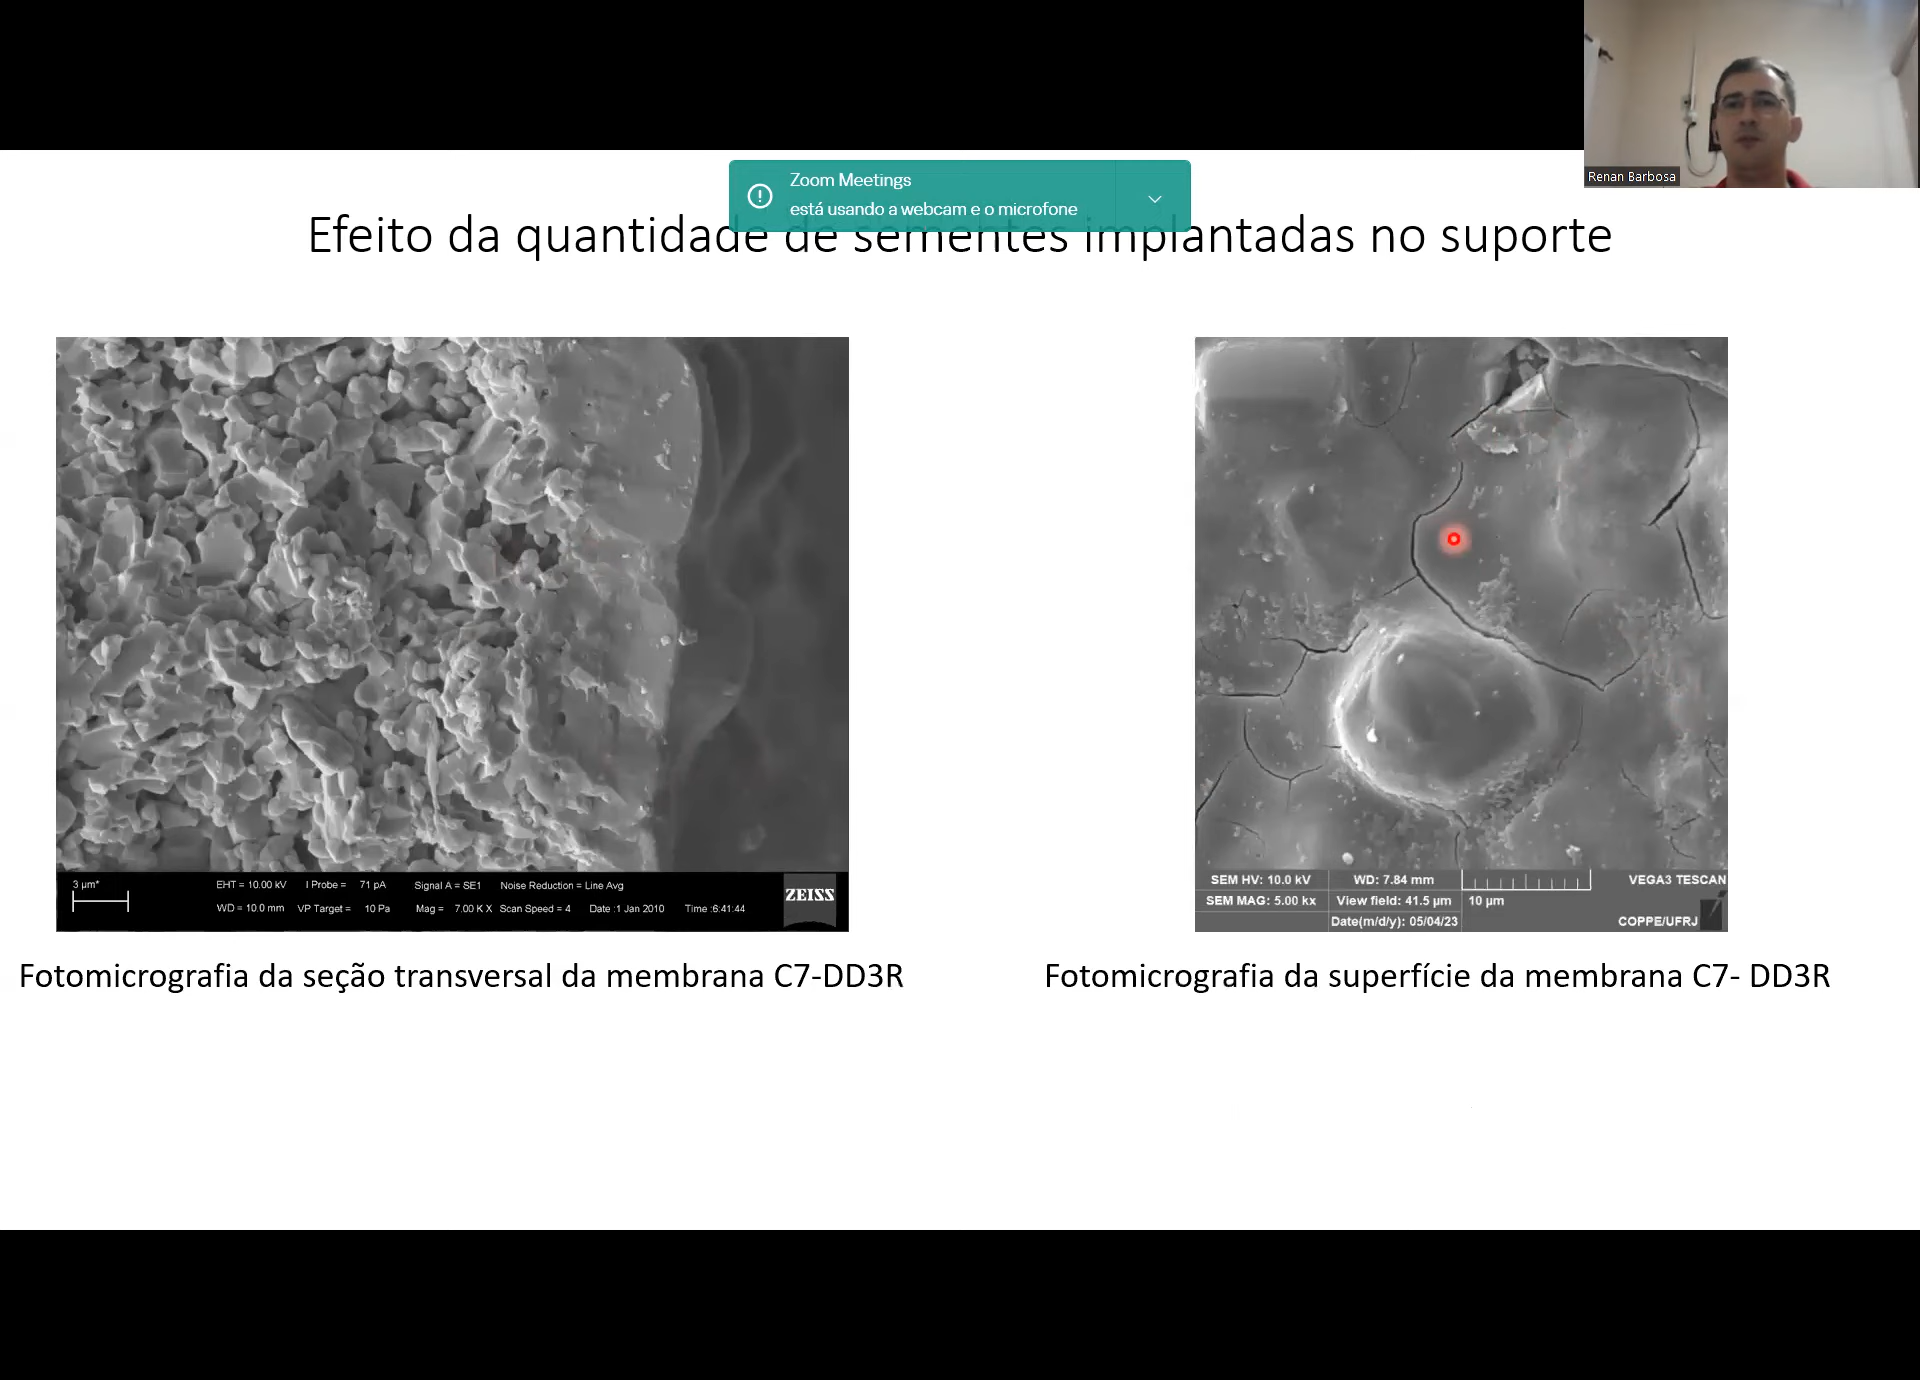 Renan Barbosa
Zoom Meetings
está usando a webcam e o microfone
Efeito da quantidade de sementes implantadas no suporte
3 µm*
EHT = 10.00 kV I Probe = 71 pA Signal A = SE1 Noise Reduction = Line Avg
WD = 10.0 mm VP Target = 10 Pa Mag = 7.00 K X Scan Speed = 4 Date :1 Jan 2010 Time :6:41:44
ZEISS
SEM HV: 10.0 kV WD: 7.84 mm VEGA3 TESCAN
SEM MAG: 5.00 kx View field: 41.5 µm 10 µm
Date(m/d/y): 05/04/23 COPPE/UFRJ
Fotomicrografia da seção transversal da membrana C7-DD3R
Fotomicrografia da superfície da membrana C7- DD3R